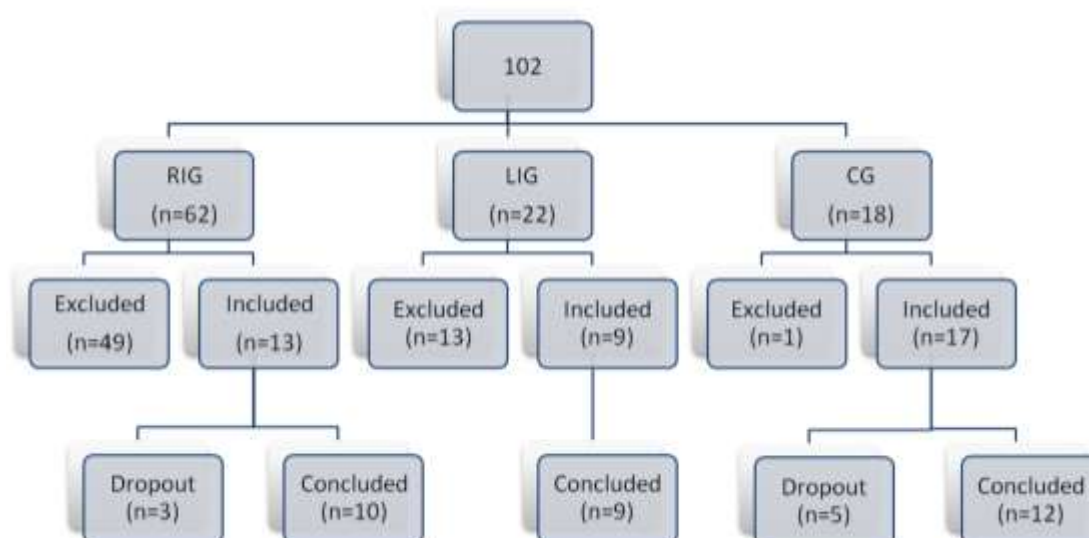 102
RIG
(n=62)
LIG
(n=22)
CG
(n=18)
Excluded
(n=49)
Included
(n=13)
Excluded
(n=13)
Included
(n=9)
Excluded
(n=1)
Included
(n=17)
Dropout
(n=3)
Concluded
(n=10)
Concluded
(n=9)
Dropout
(n=5)
Concluded
(n=12)